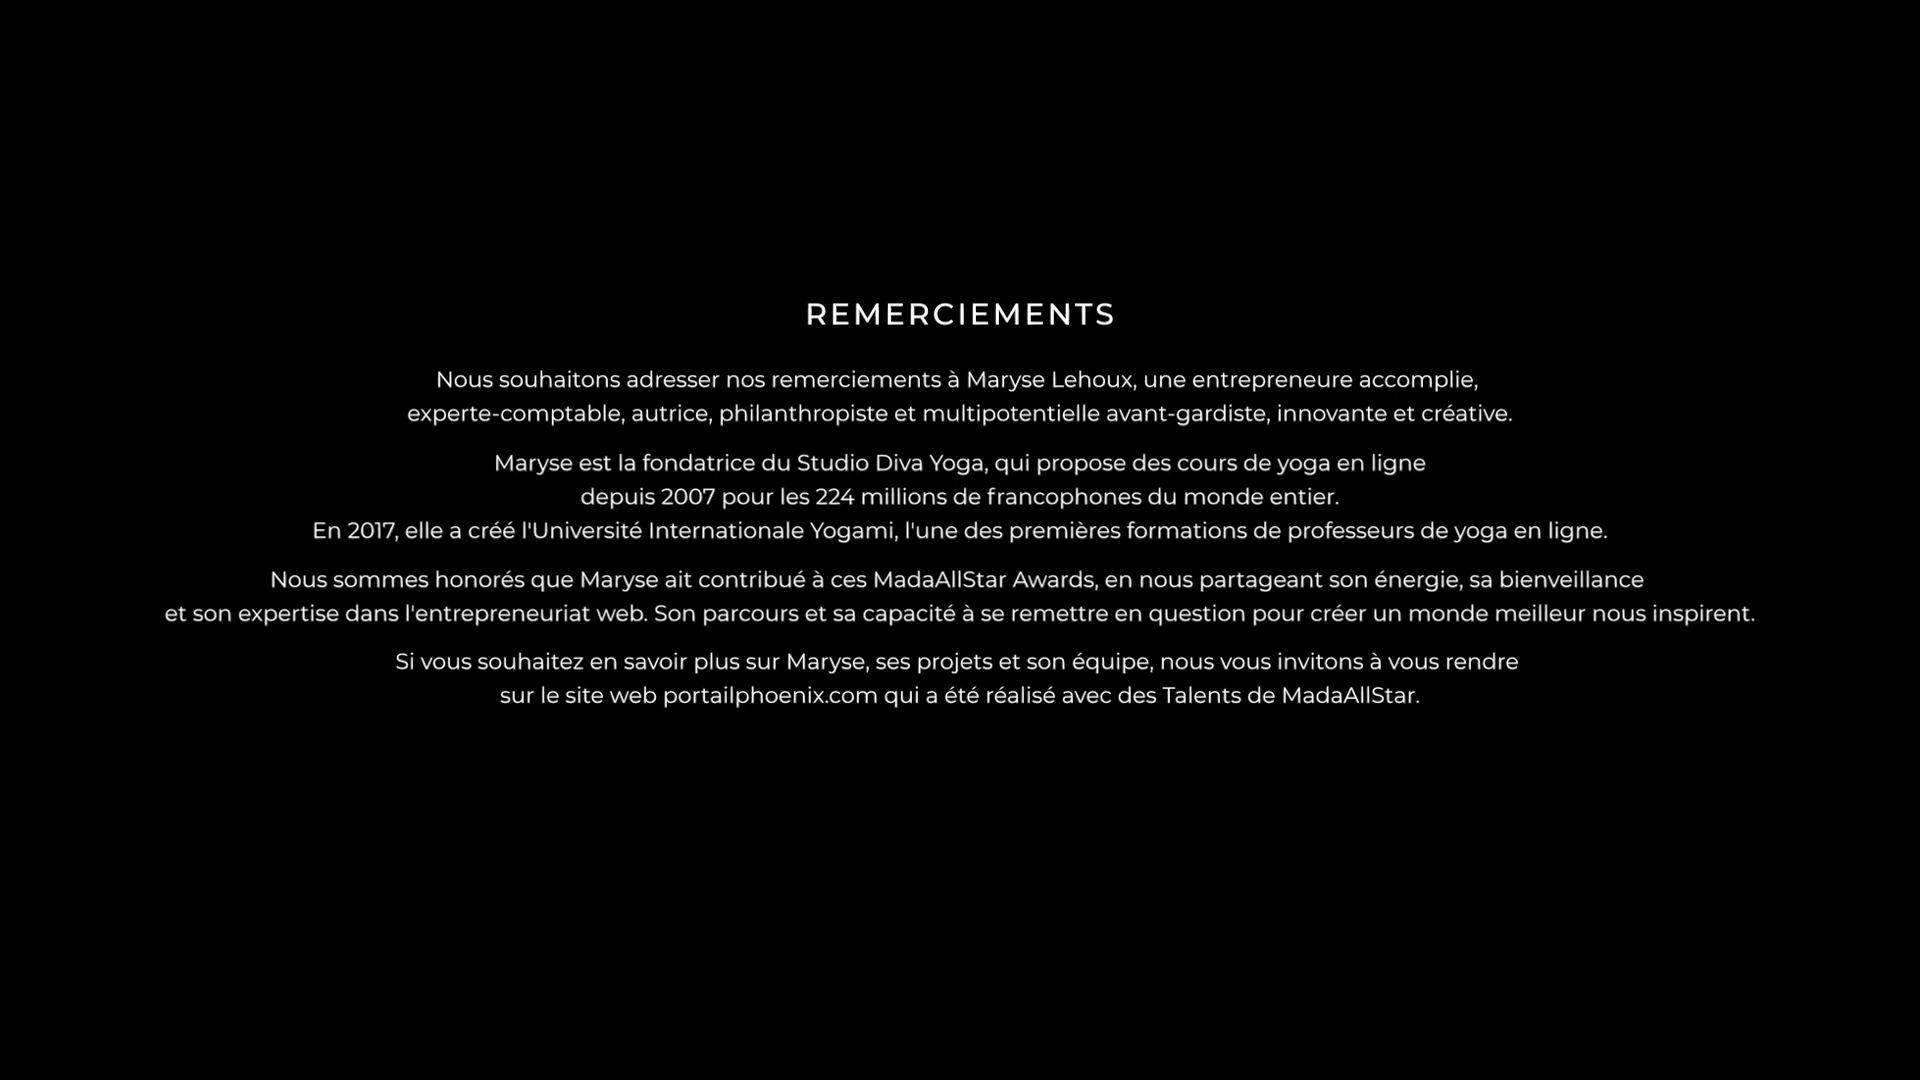 REMERCIEMENTS
Nous souhaitons adresser nos remerciements à Maryse Lehoux, une entrepreneure accomplie,
experte-comptable, autrice, philanthropiste et multipotentielle avant-gardiste, innovante et créative.
Maryse est la fondatrice du Studio Diva Yoga, qui propose des cours de yoga en ligne
depuis 2007 pour les 224 millions de francophones du monde entier.
En 2017, elle a créé l'Université Internationale Yogami, l'une des premières formations de professeurs de yoga en ligne.
Nous sommes honorés que Maryse ait contribué à ces MadaAllStar Awards, en nous partageant son énergie, sa bienveillance
et son expertise dans l'entrepreneuriat web. Son parcours et sa capacité à se remettre en question pour créer un monde meilleur nous inspirent.
Si vous souhaitez en savoir plus sur Maryse, ses projets et son équipe, nous vous invitons à vous rendre
sur le site web portailphoenix.com qui a été réalisé avec des Talents de MadaAllStar.